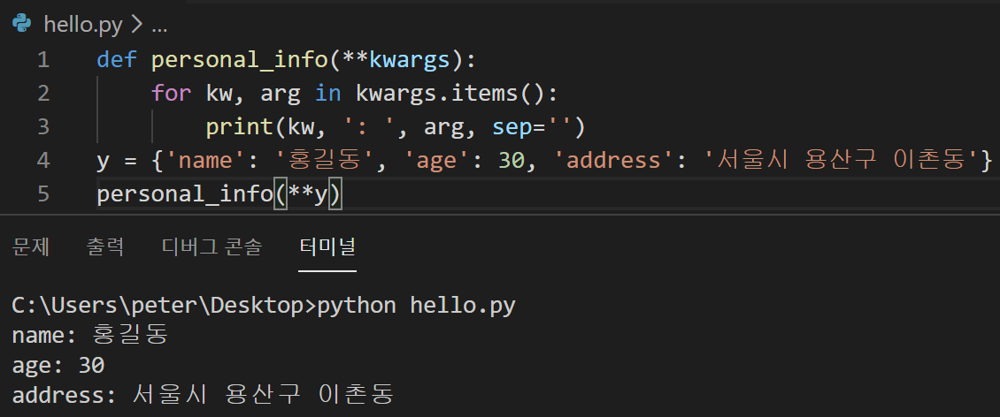 hello.py > ...
1 def personal_info(**kwargs):
2     for kw, arg in kwargs.items():
3         print(kw, ': ', arg, sep='')
4 y = {'name': '홍길동', 'age': 30, 'address': '서울시 용산구 이촌동'}
5 personal_info(**y)
문제 출력 디버그 콘솔 터미널
C:\Users\peter\Desktop>python hello.py
name: 홍길동
age: 30
address: 서울시 용산구 이촌동